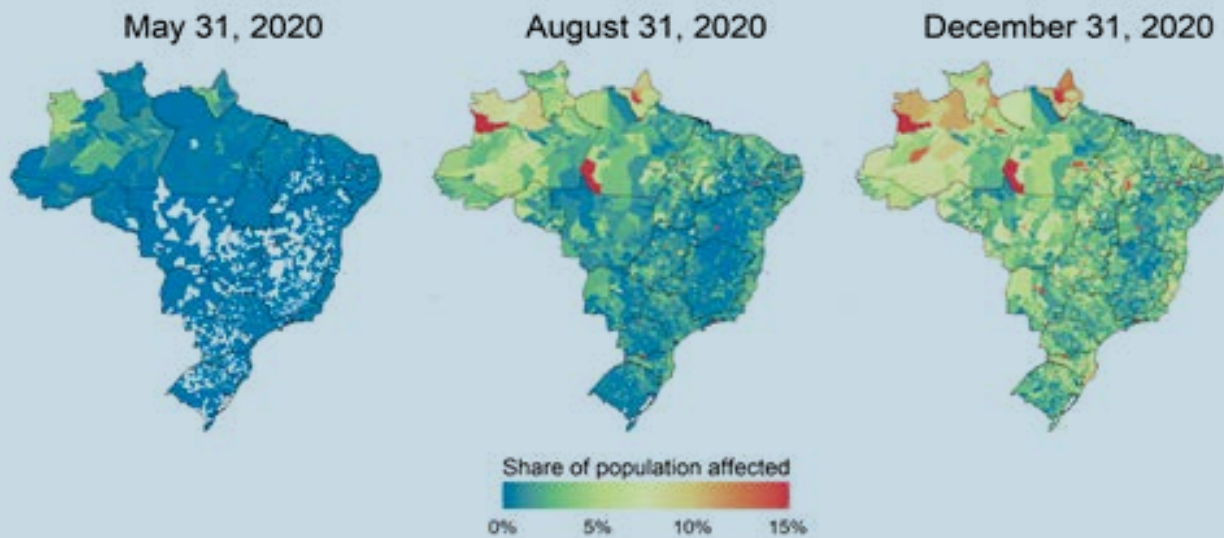 May 31, 2020
August 31, 2020
December 31, 2020
Share of population affected
0%
5%
10%
15%